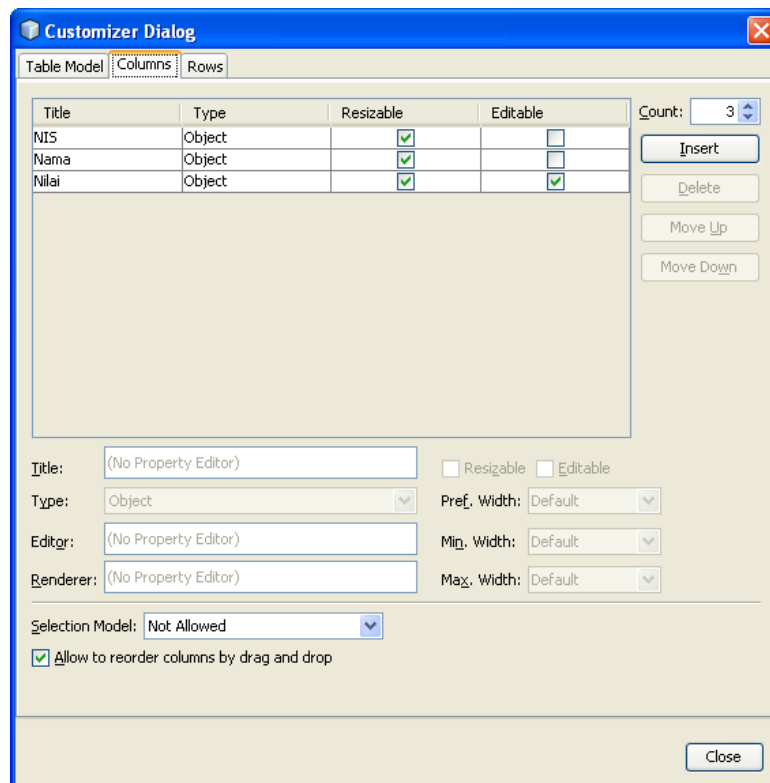 Customizer Dialog
Table Model Columns Rows
Title Type Resizable Editable
NIS Object
Nama Object
Nilai Object
Count: 3
Insert
Delete
Move Up
Move Down
Title: (No Property Editor) Resizable Editable
Type: Object Pref. Width: Default
Editor: (No Property Editor) Min. Width: Default
Renderer: (No Property Editor) Max. Width: Default
Selection Model: Not Allowed
Allow to reorder columns by drag and drop
Close